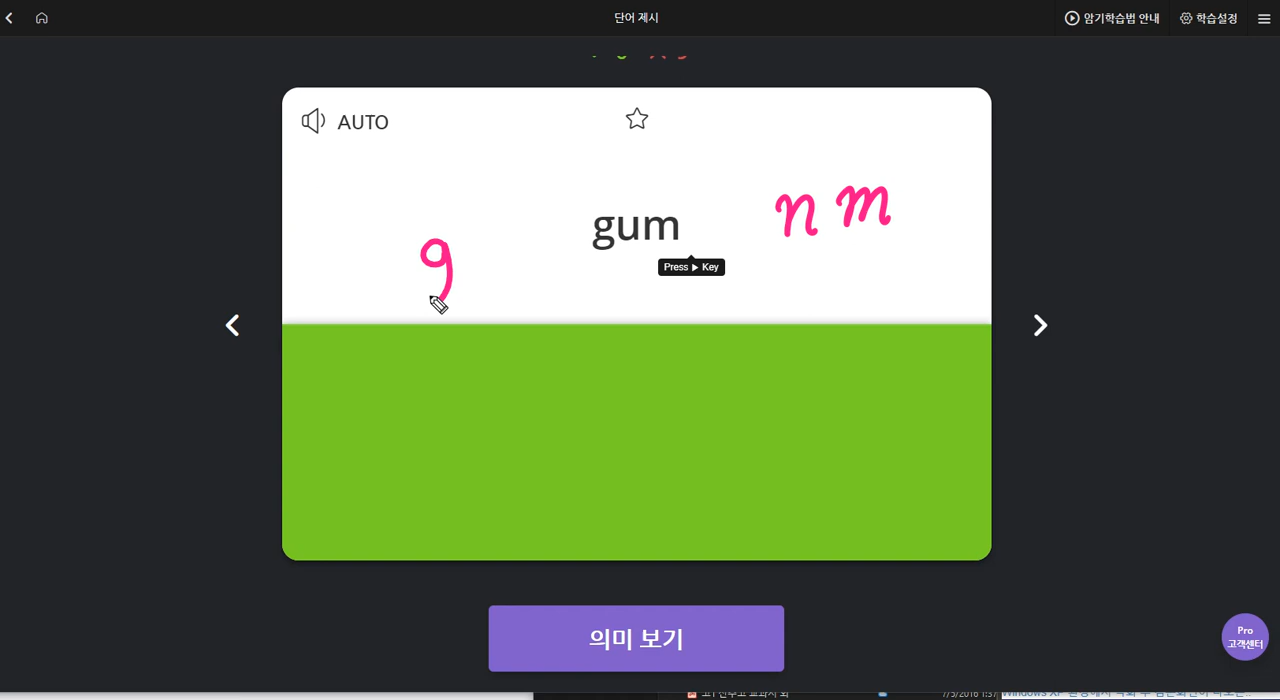 단어 제시
암기학습법 안내
학습설정
AUTO
gum
n m
g
Press ▶ Key
의미 보기
Pro
고객센터